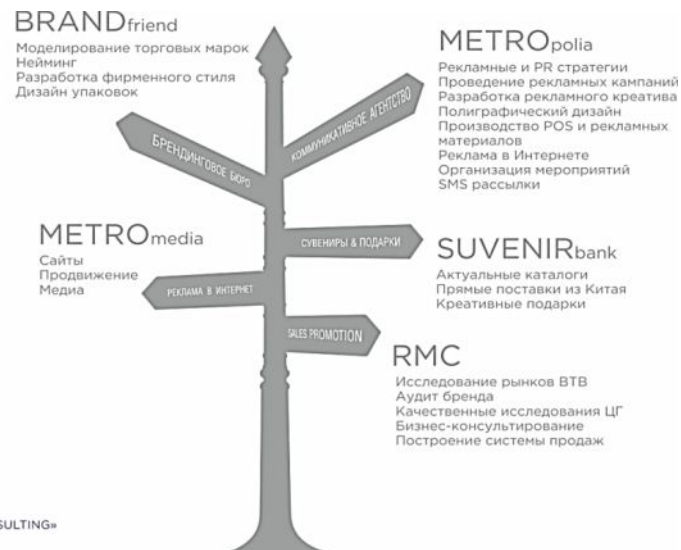 BRANDfriend
Моделирование торговых марок
Нейминг
Разработка фирменного стиля
Дизайн упаковок
БРЕНДИНГОВОЕ БЮРО
КОММУНИКАТИВНОЕ АГЕНТСТВО
METROpolia
Рекламные и PR стратегии
Проведение рекламных кампаний
Разработка рекламного креатива
Полиграфический дизайн
Производство POS и рекламных
материалов
Реклама в Интернете
Организация мероприятий
SMS рассылки
METROmedia
Сайты
Продвижение
Медиа
РЕКЛАМА В ИНТЕРНЕТ
СУВЕНИРЫ & ПОДАРКИ
SUVENIRbank
Актуальные каталоги
Прямые поставки из Китая
Креативные подарки
SALES PROMOTION
RMC
Исследование рынков BTB
Аудит бренда
Качественные исследования ЦГ
Бизнес-консультирование
Построение системы продаж
SULTING»